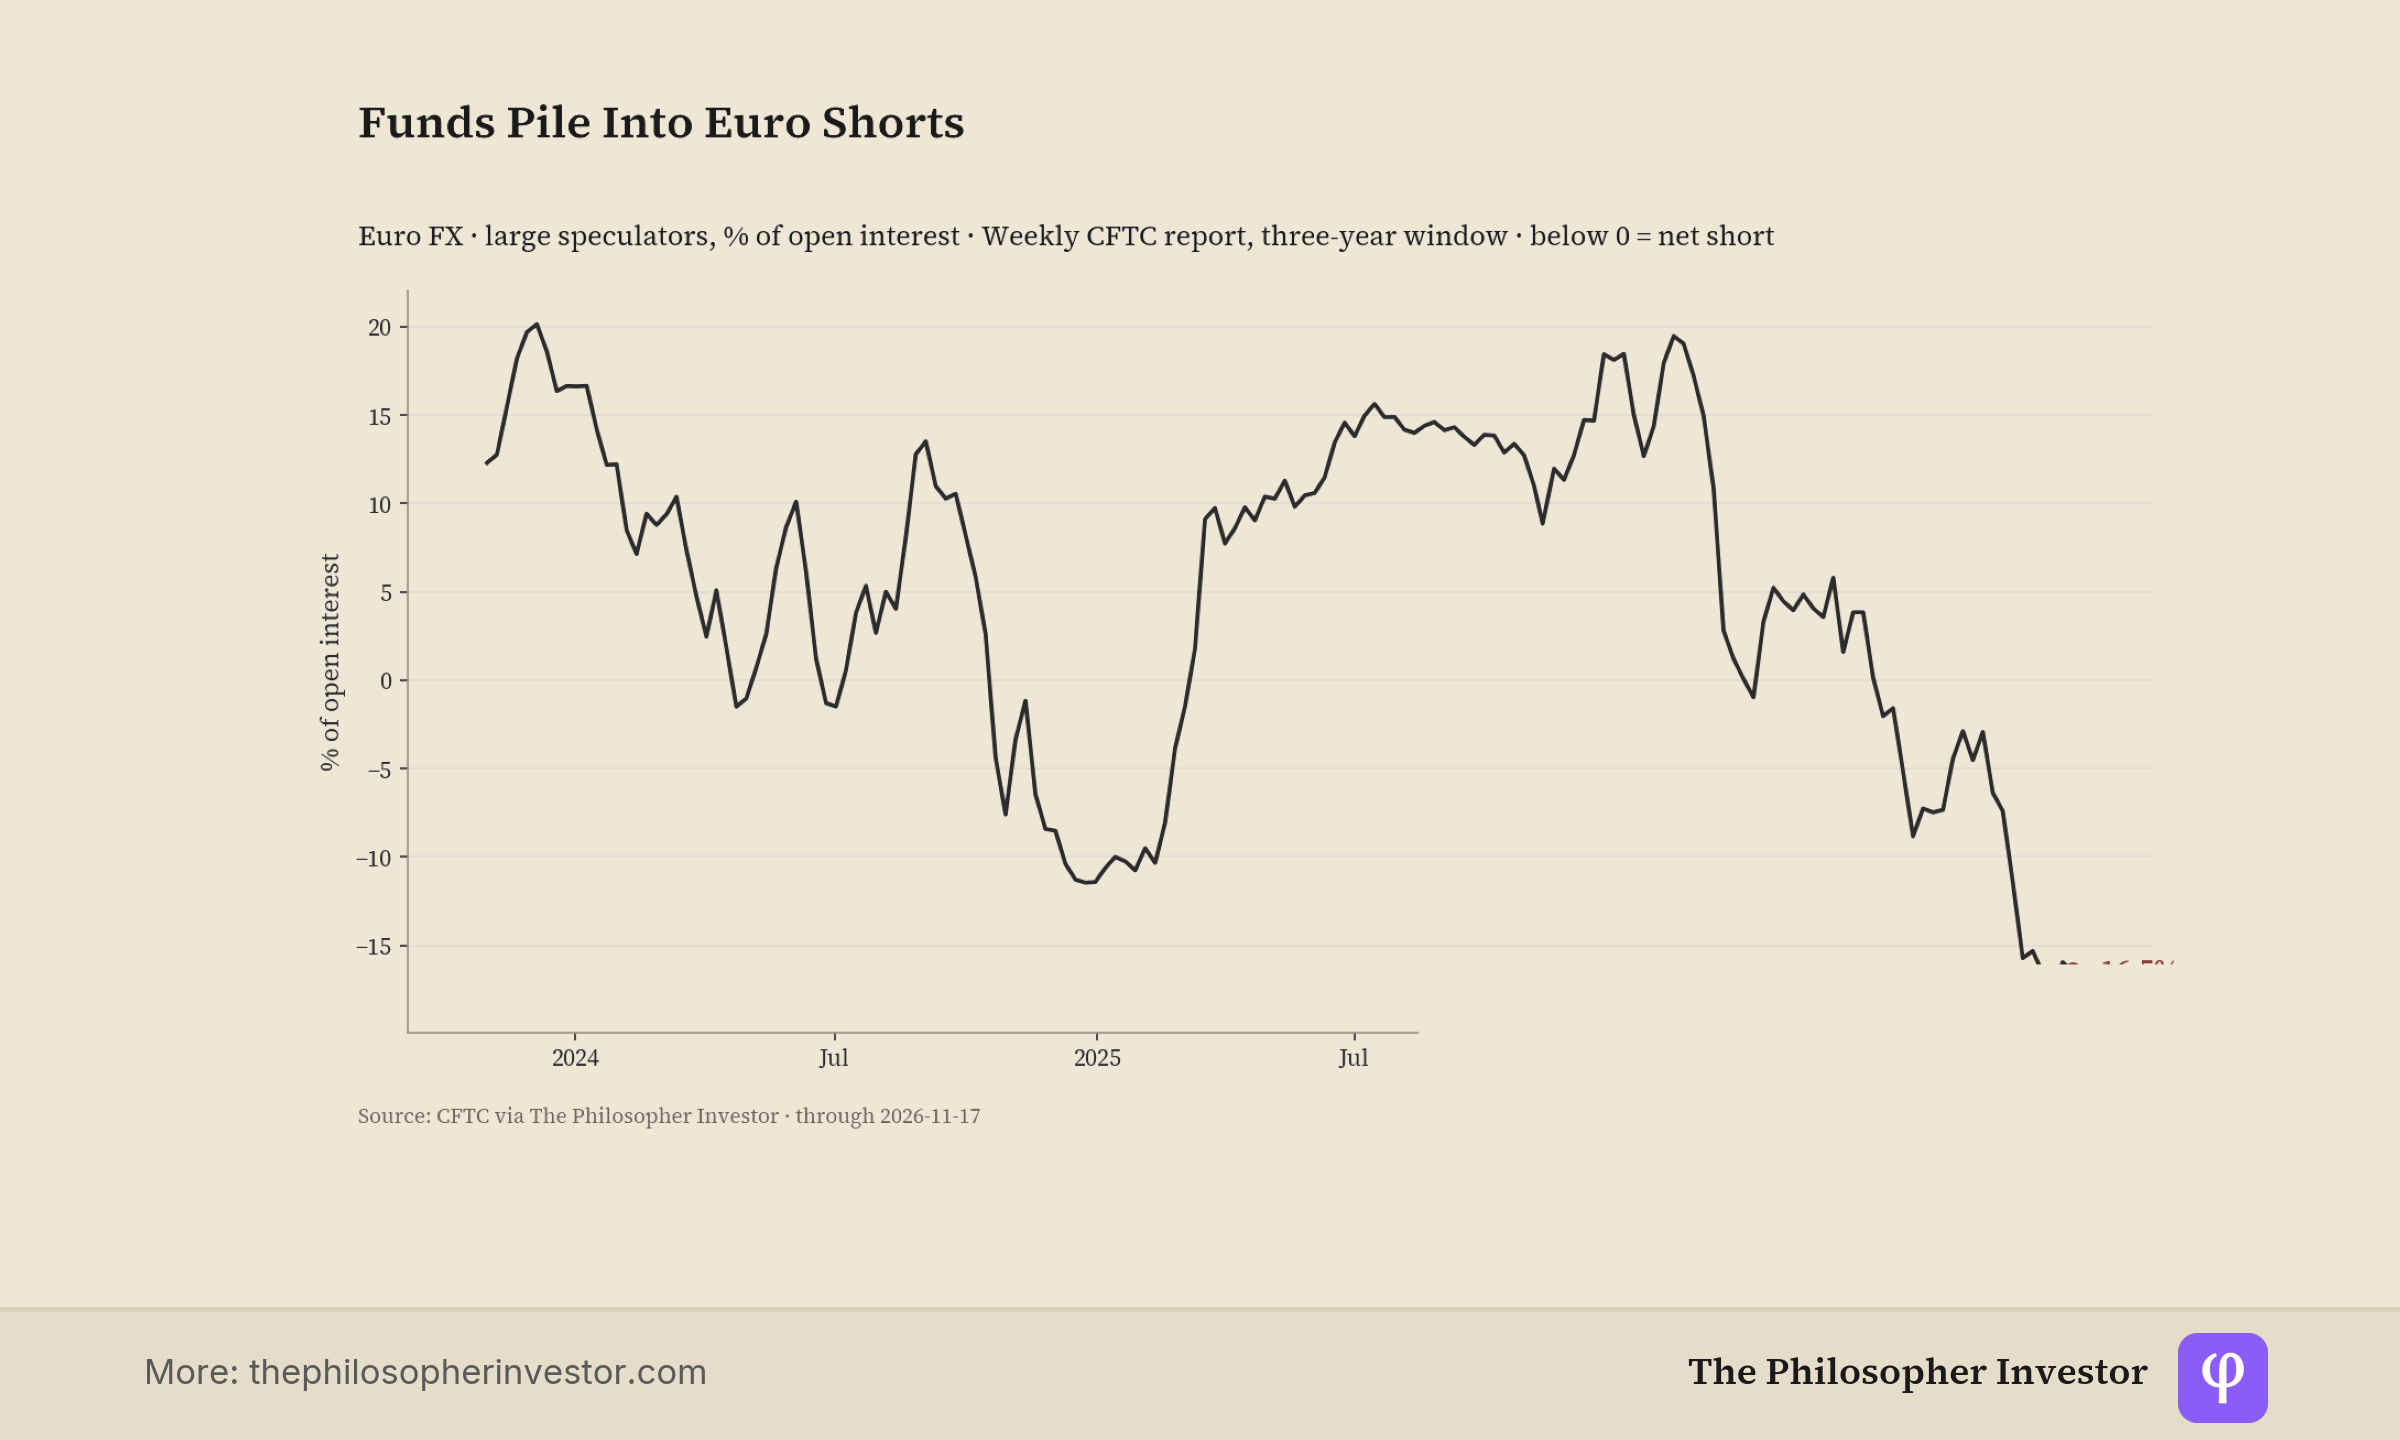 Funds Pile Into Euro Shorts
Euro FX · large speculators, % of open interest · Weekly CFTC report, three-year window · below 0 = net short
% of open interest
20
15
10
5
0
−5
−10
−15
2024 Jul 2025 Jul
Source: CFTC via The Philosopher Investor · through 2026-11-17
More: thephilosopherinvestor.com
The Philosopher Investor φ